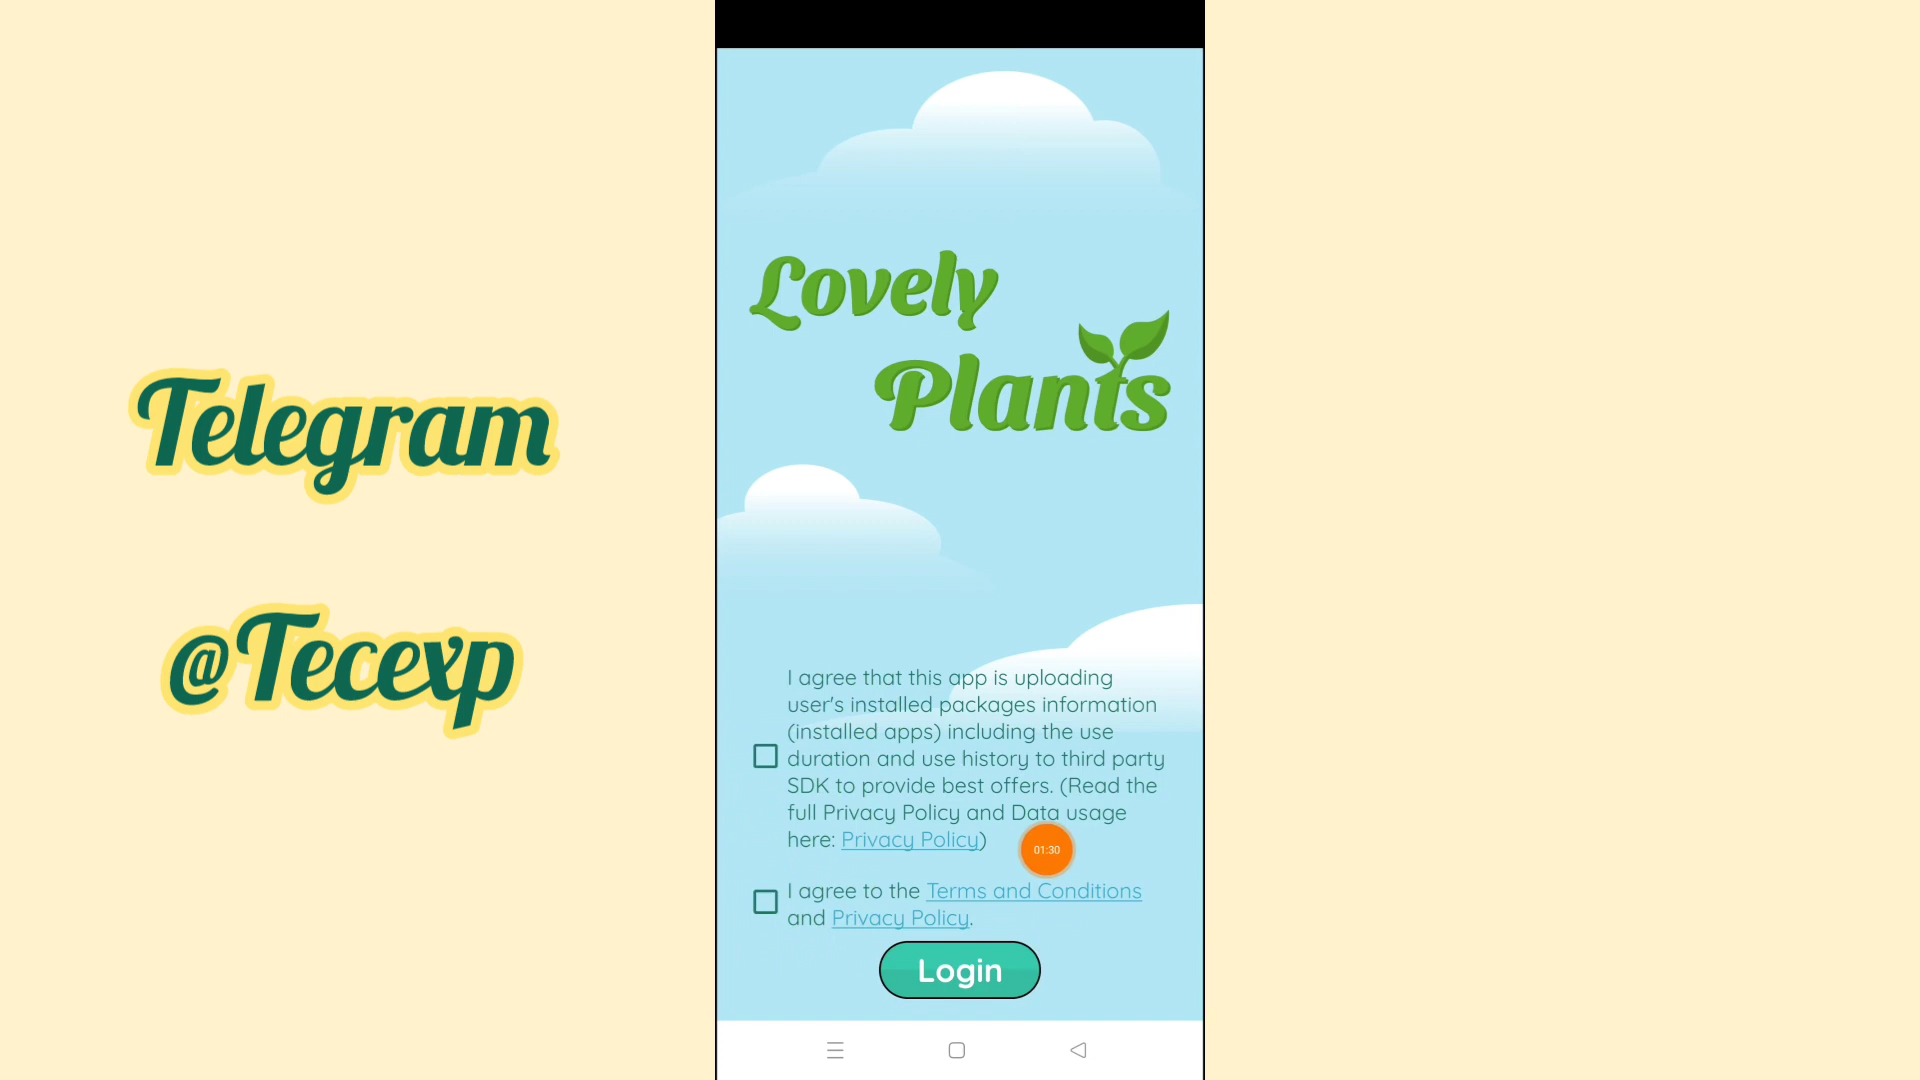 Telegram
@Tecexp
Lovely
Plants
I agree that this app is uploading
user's installed packages information
(installed apps) including the use
duration and use history to third party
SDK to provide best offers. (Read the
full Privacy Policy and Data usage
here: Privacy Policy)
01:30
I agree to the Terms and Conditions
and Privacy Policy.
Login